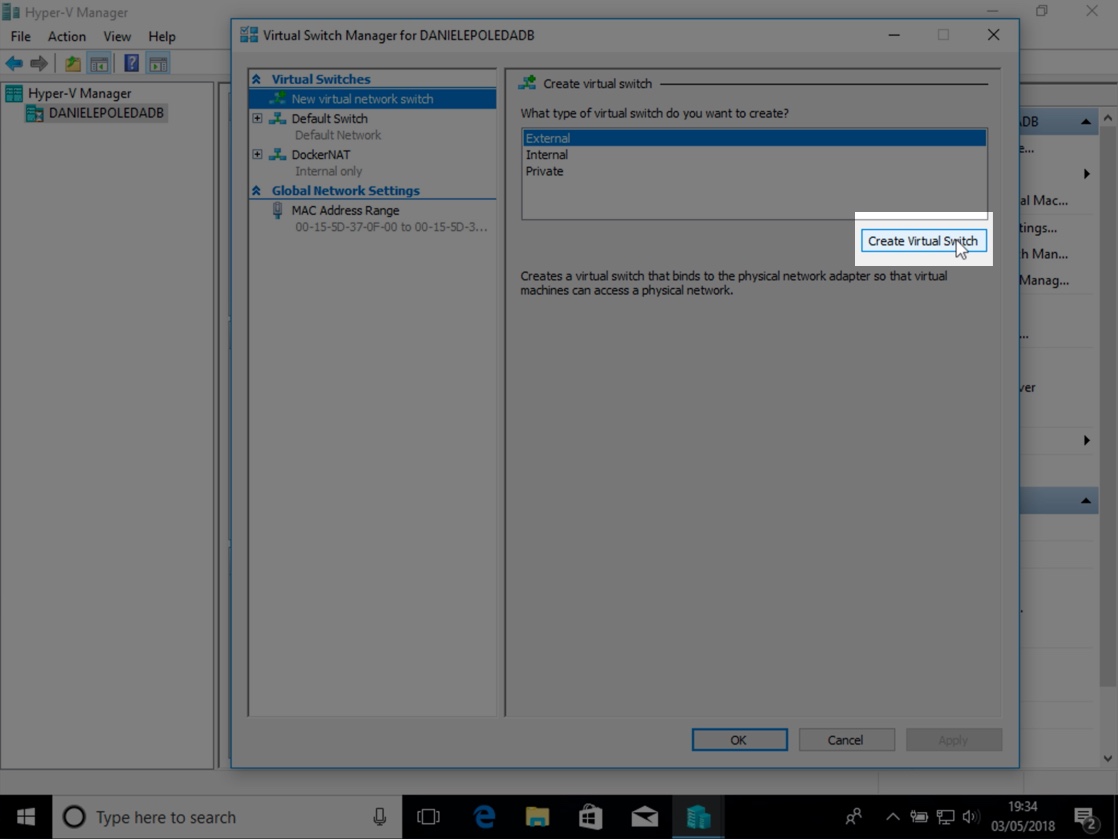 Hyper-V Manager
File Action View Help
Hyper-V Manager
DANIELEPOLEDADB
Virtual Switch Manager for DANIELEPOLEDADB
Virtual Switches
New virtual network switch
Default Switch
Default Network
DockerNAT
Internal only
Global Network Settings
MAC Address Range
00-15-5D-37-0F-00 to 00-15-5D-3...
Create virtual switch
What type of virtual switch do you want to create?
External
Internal
Private
Create Virtual Switch
Creates a virtual switch that binds to the physical network adapter so that virtual
machines can access a physical network.
OK Cancel Apply
DB
e...
al Mac...
tings...
h Man...
Manag...
...
ver
Type here to search
19:34
03/05/2018
2